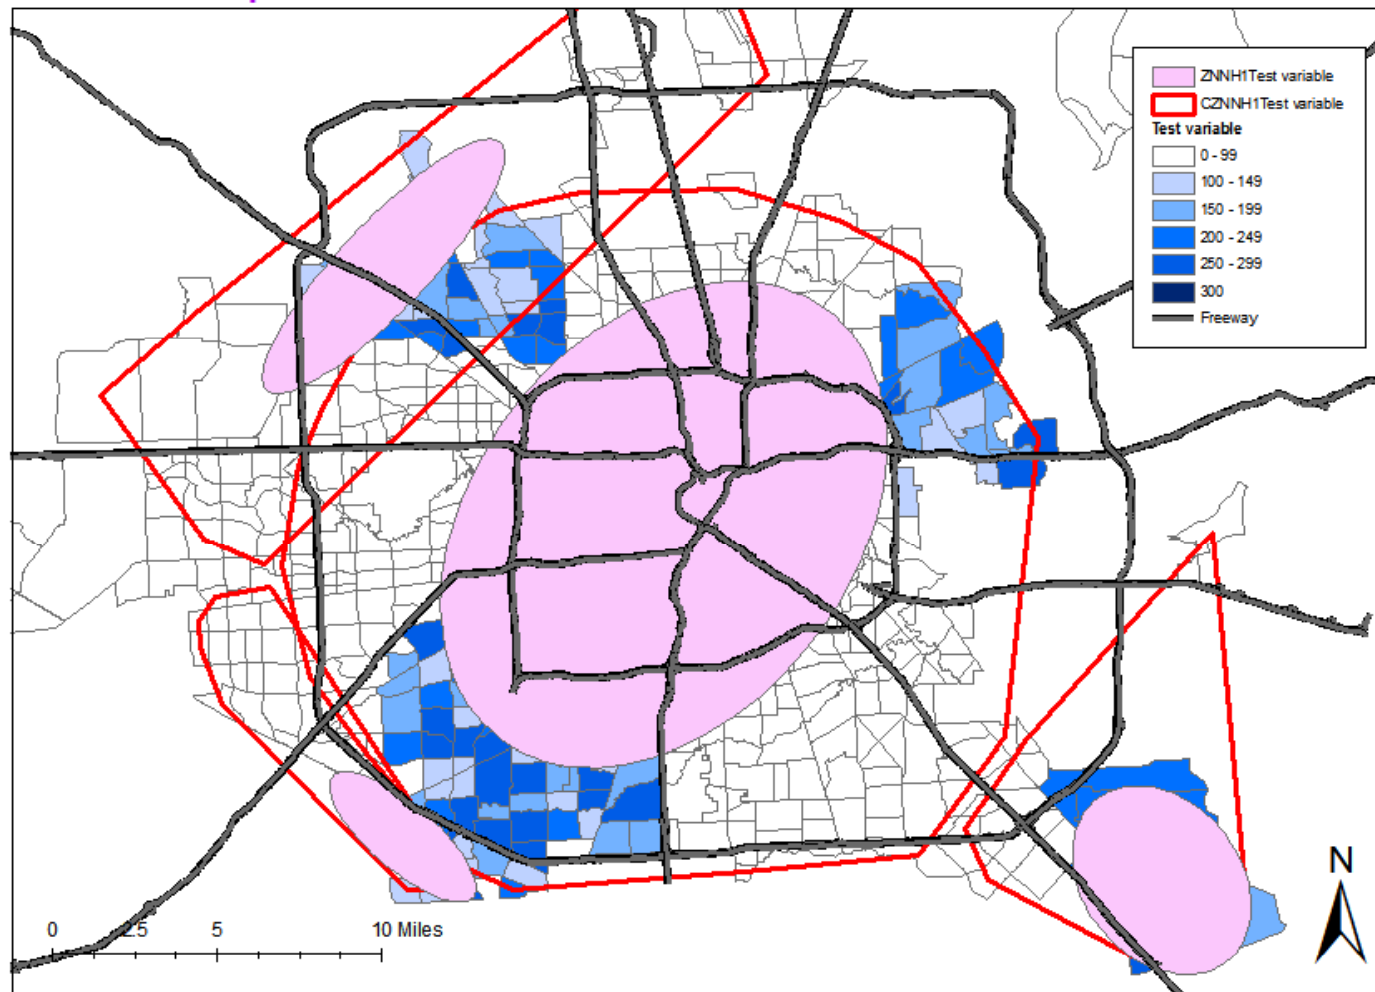 ZNNH1Test variable
CZNNH1Test variable
Test variable
0 - 99
100 - 149
150 - 199
200 - 249
250 - 299
300
Freeway
N
0 2.5 5 10 Miles